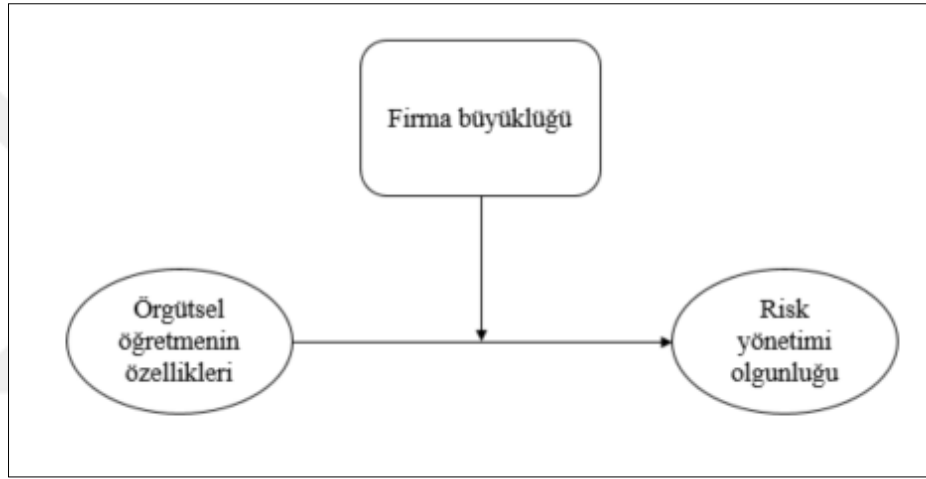 Firma büyüklüğü
Örgütsel
öğretmenin
özellikleri
Risk
yönetimi
olgunluğu